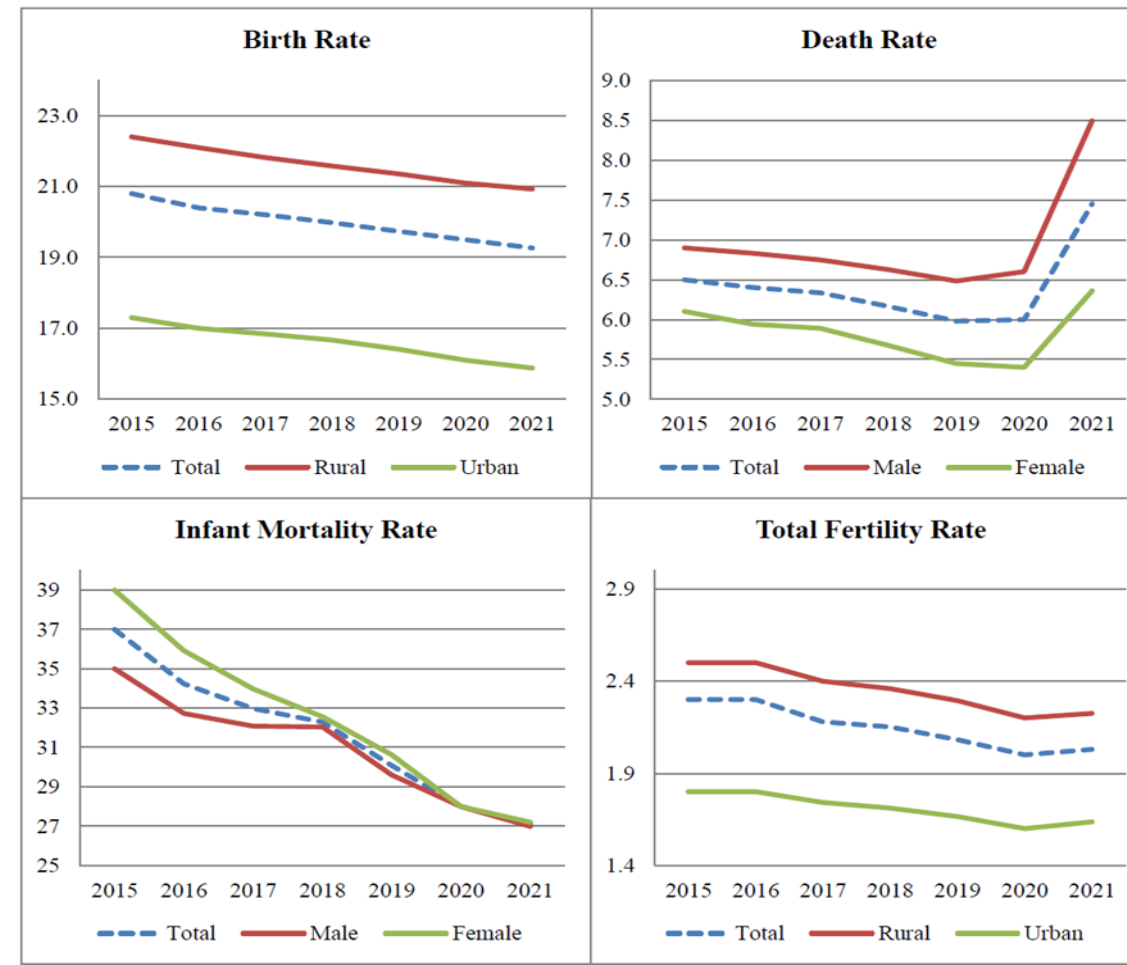 Birth Rate
23.0
21.0
19.0
17.0
15.0
2015 2016 2017 2018 2019 2020 2021
Total Rural Urban
Death Rate
9.0
8.5
8.0
7.5
7.0
6.5
6.0
5.5
5.0
2015 2016 2017 2018 2019 2020 2021
Total Male Female
Infant Mortality Rate
39
37
35
33
31
29
27
25
2015 2016 2017 2018 2019 2020 2021
Total Male Female
Total Fertility Rate
2.9
2.4
1.9
1.4
2015 2016 2017 2018 2019 2020 2021
Total Rural Urban